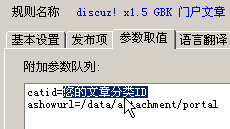 规则名称 discuz! x1.5 GBK 门户文章
基本设置 发布项 参数取值 语言翻译
附加参数队列:
catid=您的文章分类ID
ashowurl=/data/attachment/portal